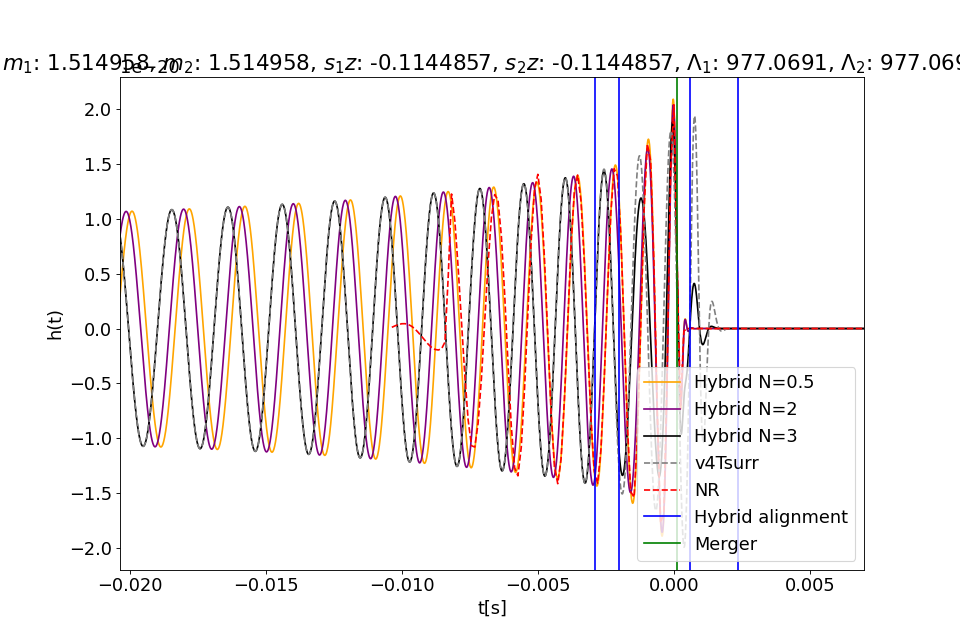 m1: 1.514958, m2: 1.514958, s1z: -0.1144857, s2z: -0.1144857, Λ1: 977.0691, Λ2: 977.069
1e−20
2.0
1.5
1.0
0.5
0.0
−0.5
−1.0
−1.5
−2.0
h(t)
Hybrid N=0.5
Hybrid N=2
Hybrid N=3
v4Tsurr
NR
Hybrid alignment
Merger
−0.020 −0.015 −0.010 −0.005 0.000 0.005
t[s]